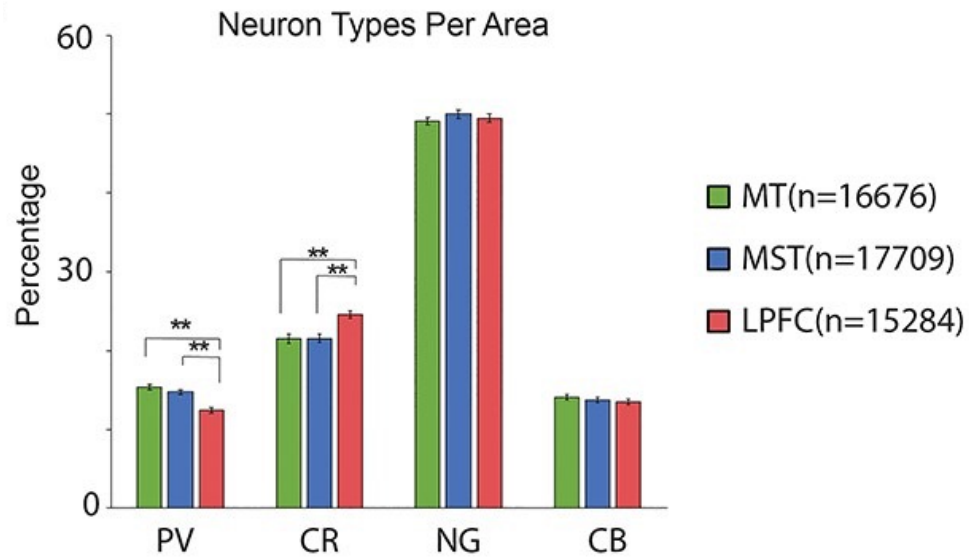 Neuron Types Per Area
60
30
0
Percentage
**
**
**
**
PV
CR
NG
CB
MT(n=16676)
MST(n=17709)
LPFC(n=15284)